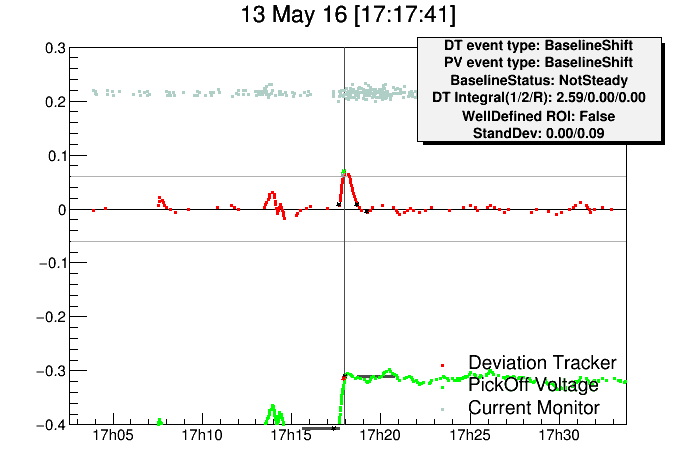 13 May 16 [17:17:41]
DT event type: BaselineShift
PV event type: BaselineShift
BaselineStatus: NotSteady
DT Integral(1/2/R): 2.59/0.00/0.00
WellDefined ROI: False
StandDev: 0.00/0.09
0.3
0.2
0.1
0
−0.1
−0.2
−0.3
−0.4
Deviation Tracker
PickOff Voltage
Current Monitor
17h05
17h10
17h15
17h20
17h25
17h30